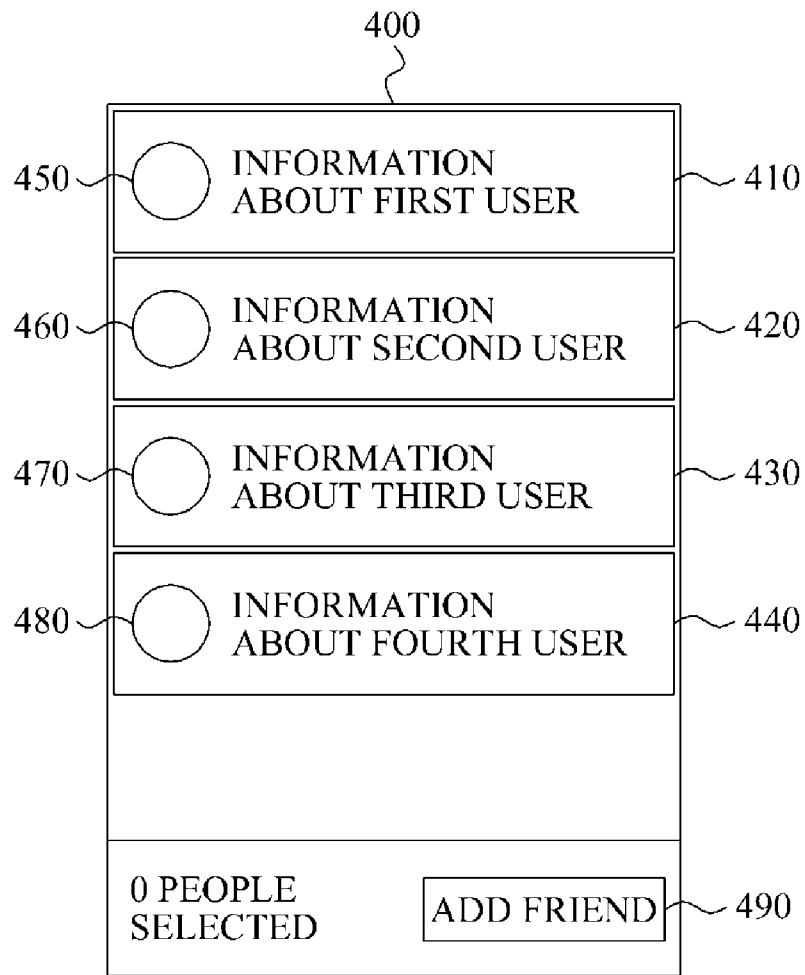 400
450
INFORMATION
ABOUT FIRST USER
410
460
INFORMATION
ABOUT SECOND USER
420
470
INFORMATION
ABOUT THIRD USER
430
480
INFORMATION
ABOUT FOURTH USER
440
0 PEOPLE
SELECTED
ADD FRIEND
490